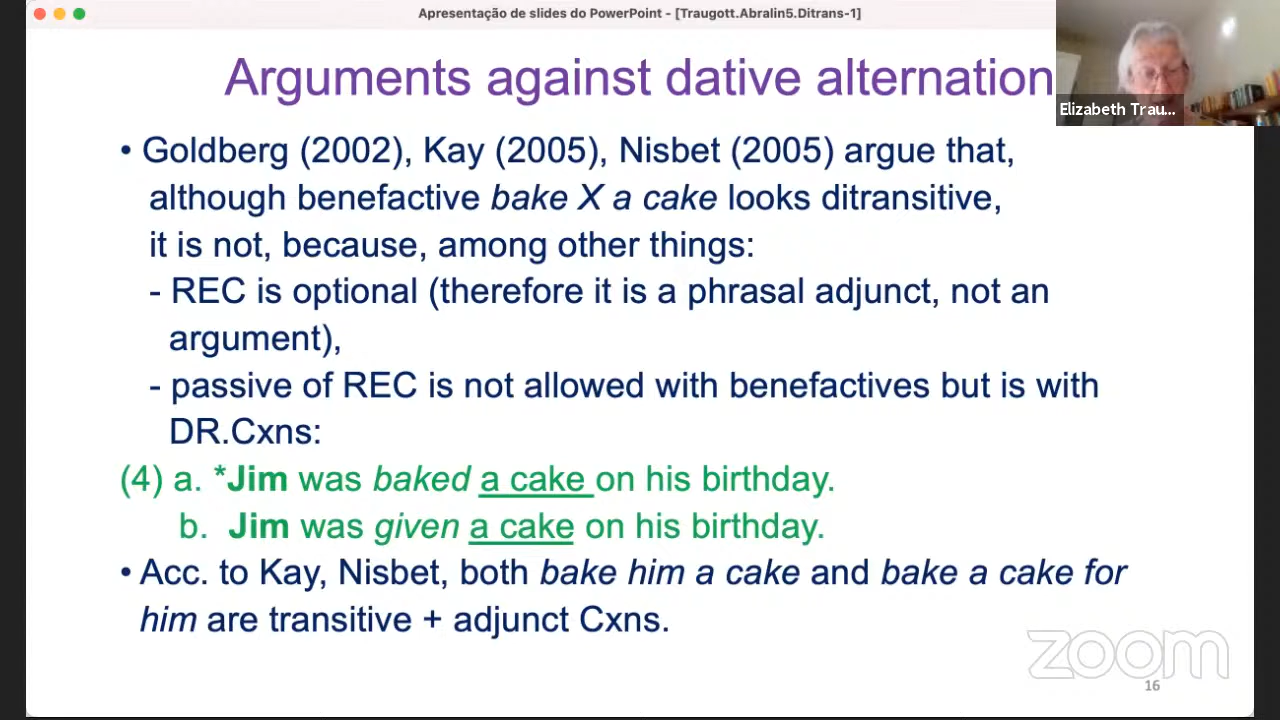 Apresentação de slides do PowerPoint - [Traugott.Abralin5.Ditrans-1]
Arguments against dative alternation
Elizabeth Trau...
• Goldberg (2002), Kay (2005), Nisbet (2005) argue that,
although benefactive bake X a cake looks ditransitive,
it is not, because, among other things:
- REC is optional (therefore it is a phrasal adjunct, not an
argument),
- passive of REC is not allowed with benefactives but is with
DR.Cxns:
(4) a. *Jim was baked a cake on his birthday.
b. Jim was given a cake on his birthday.
• Acc. to Kay, Nisbet, both bake him a cake and bake a cake for
him are transitive + adjunct Cxns.
zoom
16